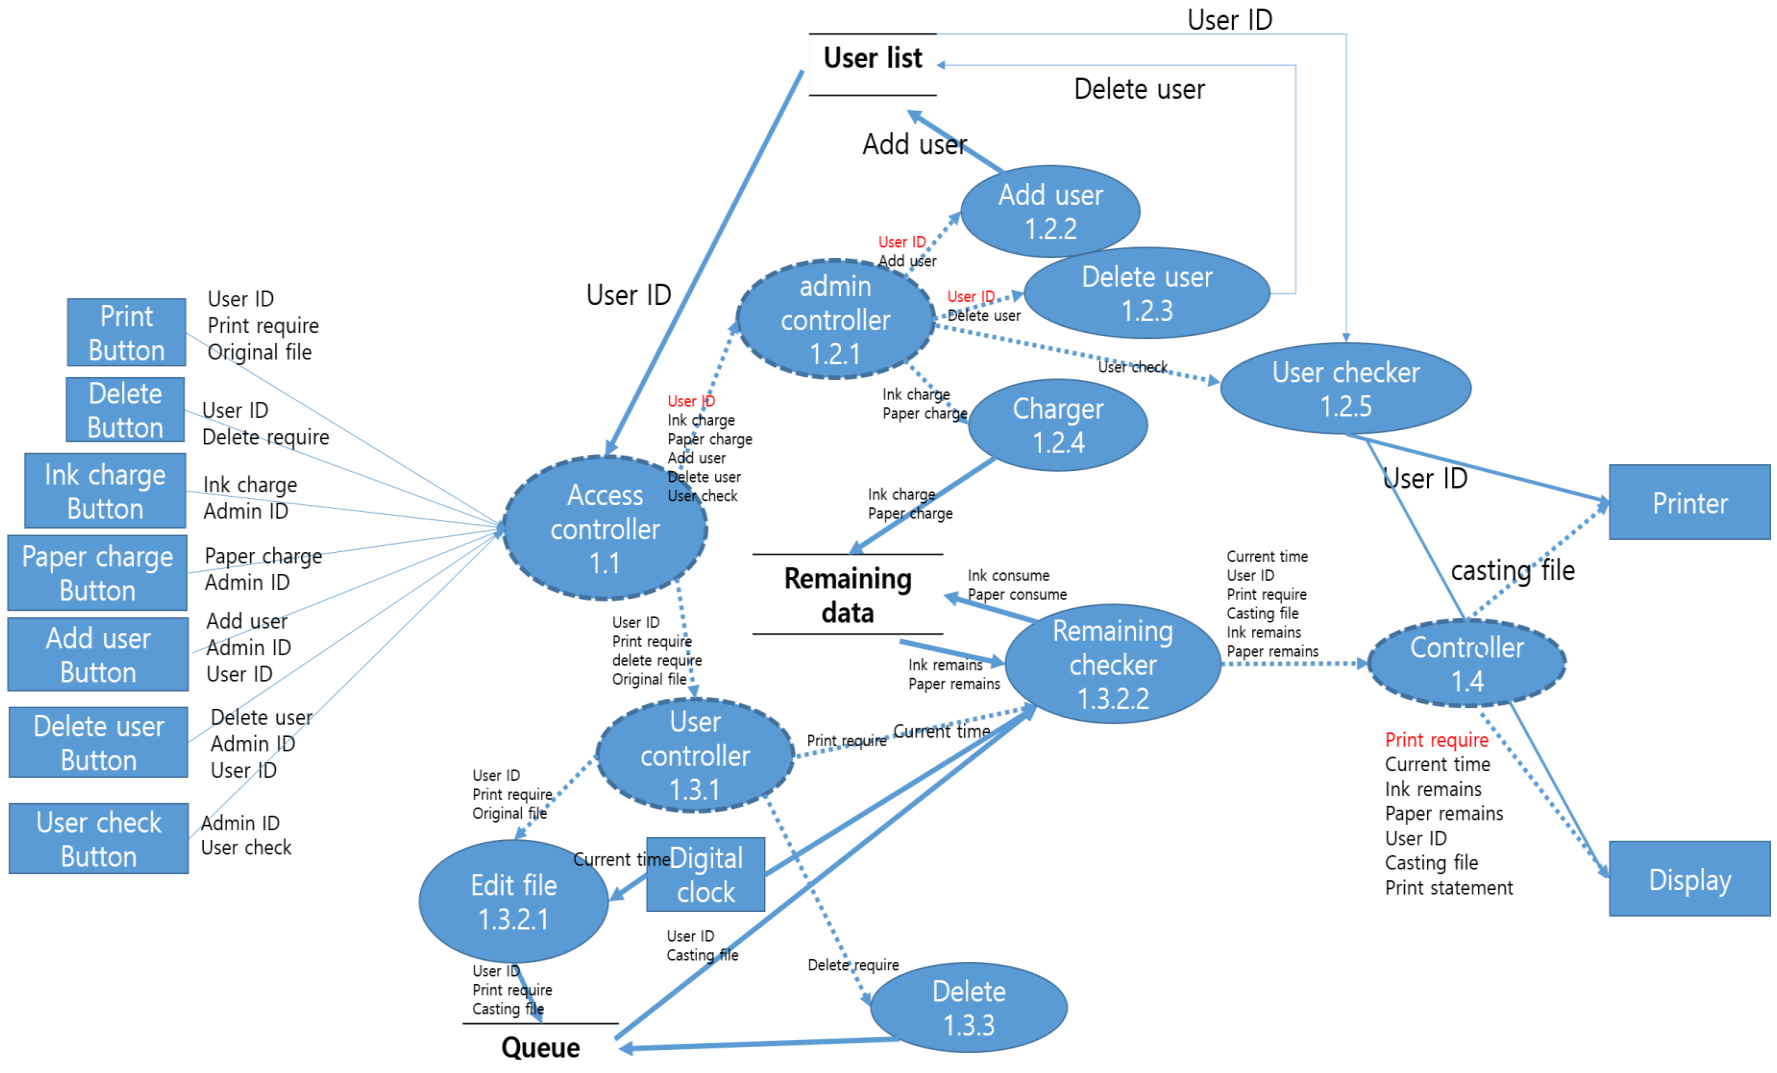 User ID
User list
Delete user
Add user
Add user
1.2.2
User ID
Add user
Delete user
1.2.3
User ID
Delete user
admin
controller
1.2.1
User ID
Print
Button
User ID
Print require
Original file
User check
User checker
1.2.5
Delete
Button
User ID
Delete require
User ID
Ink charge
Paper charge
Add user
Delete user
User check
Ink charge
Paper charge
Charger
1.2.4
Ink charge
Button
Ink charge
Admin ID
Access
controller
1.1
Ink charge
Paper charge
User ID
Printer
Paper charge
Button
Paper charge
Admin ID
Remaining
data
Ink consume
Paper consume
Current time
User ID
Print require
Casting file
Ink remains
Paper remains
casting file
Add user
Button
Add user
Admin ID
User ID
User ID
Print require
delete require
Original file
Ink remains
Paper remains
Remaining
checker
1.3.2.2
Controller
1.4
Delete user
Button
Delete user
Admin ID
User ID
User
controller
1.3.1
Print require
Current time
Print require
Current time
Ink remains
Paper remains
User ID
Casting file
Print statement
User check
Button
Admin ID
User check
User ID
Print require
Original file
Current time
Digital
clock
Edit file
1.3.2.1
Display
User ID
Casting file
Delete require
User ID
Print require
Casting file
Delete
1.3.3
Queue